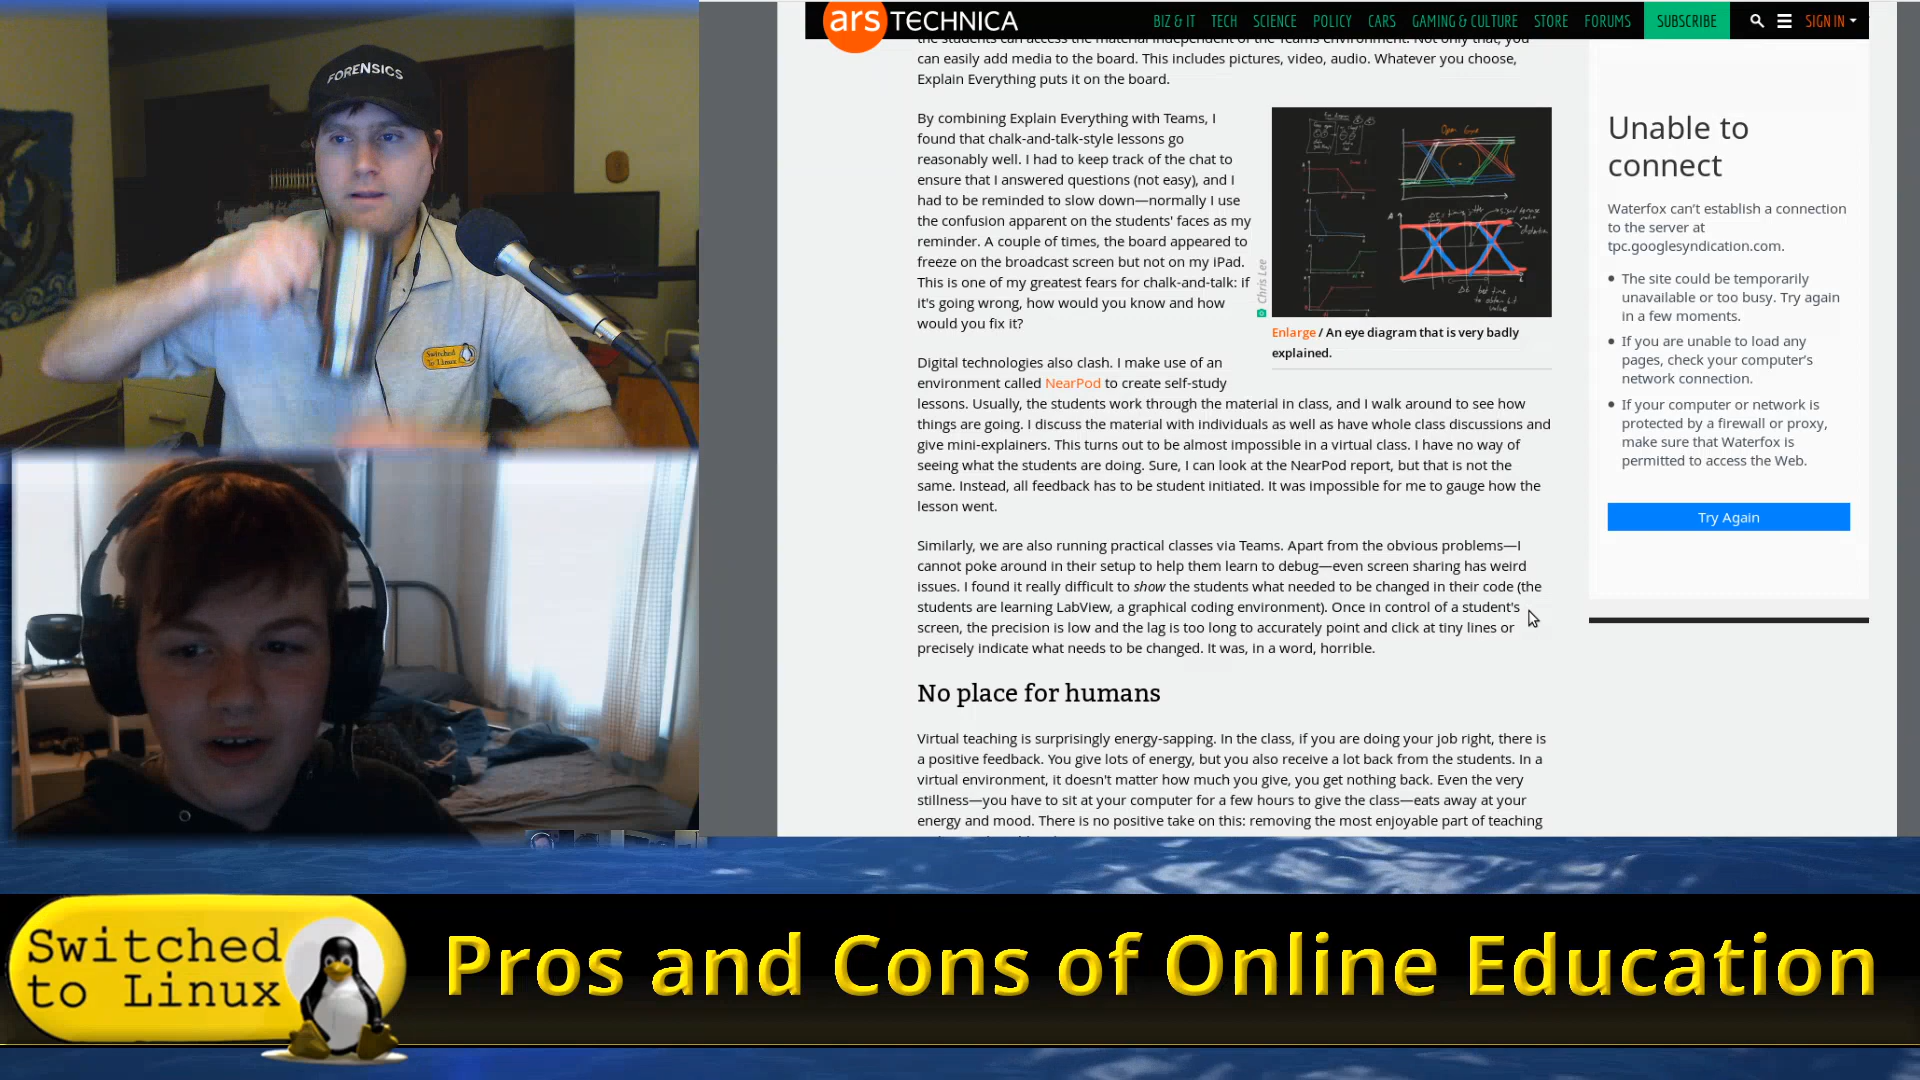 FORENSICS
Switched
to Linux
ars TECHNICA
BIZ & IT TECH SCIENCE POLICY CARS GAMING & CULTURE STORE FORUMS SUBSCRIBE SIGN IN
the students can access the material independent of the Teams environment. Not only that, you
can easily add media to the board. This includes pictures, video, audio. Whatever you choose,
Explain Everything puts it on the board.
By combining Explain Everything with Teams, I
found that chalk-and-talk-style lessons go
reasonably well. I had to keep track of the chat to
ensure that I answered questions (not easy), and I
had to be reminded to slow down—normally I use
the confusion apparent on the students' faces as my
reminder. A couple of times, the board appeared to
freeze on the broadcast screen but not on my iPad.
This is one of my greatest fears for chalk-and-talk: if
it's going wrong, how would you know and how
would you fix it?
Chris Lee
Enlarge / An eye diagram that is very badly
explained.
Digital technologies also clash. I make use of an
environment called NearPod to create self-study
lessons. Usually, the students work through the material in class, and I walk around to see how
things are going. I discuss the material with individuals as well as have whole class discussions and
give mini-explainers. This turns out to be almost impossible in a virtual class. I have no way of
seeing what the students are doing. Sure, I can look at the NearPod report, but that is not the
same. Instead, all feedback has to be student initiated. It was impossible for me to gauge how the
lesson went.
Similarly, we are also running practical classes via Teams. Apart from the obvious problems—I
cannot poke around in their setup to help them learn to debug—even screen sharing has weird
issues. I found it really difficult to show the students what needed to be changed in their code (the
students are learning LabView, a graphical coding environment). Once in control of a student's
screen, the precision is low and the lag is too long to accurately point and click at tiny lines or
precisely indicate what needs to be changed. It was, in a word, horrible.
No place for humans
Virtual teaching is surprisingly energy-sapping. In the class, if you are doing your job right, there is
a positive feedback. You give lots of energy, but you also receive a lot back from the students. In a
virtual environment, it doesn't matter how much you give, you get nothing back. Even the very
stillness—you have to sit at your computer for a few hours to give the class—eats away at your
energy and mood. There is no positive take on this: removing the most enjoyable part of teaching
Unable to
connect
Waterfox can't establish a connection
to the server at
tpc.googlesyndication.com.
The site could be temporarily
unavailable or too busy. Try again
in a few moments.
If you are unable to load any
pages, check your computer's
network connection.
If your computer or network is
protected by a firewall or proxy,
make sure that Waterfox is
permitted to access the Web.
Try Again
Switched
to Linux
Pros and Cons of Online Education